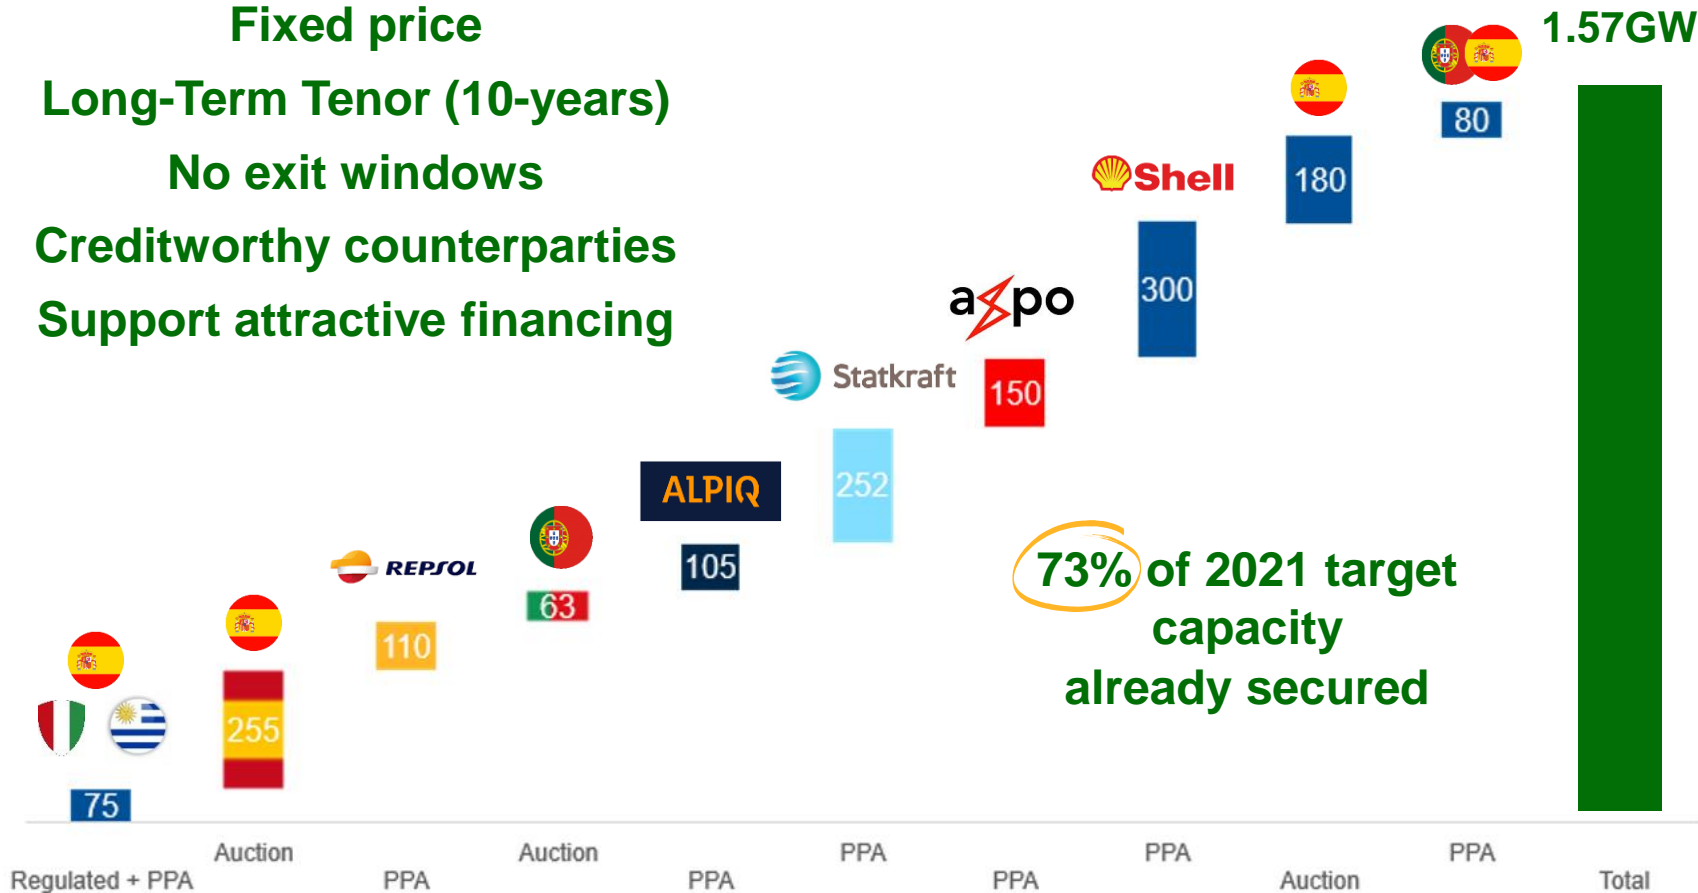 Fixed price
Long-Term Tenor (10-years)
No exit windows
Creditworthy counterparties
Support attractive financing
1.57GW
80
180
Shell
300
axpo
150
Statkraft
252
ALPIQ
105
63
REPSOL
110
255
75
73% of 2021 target
capacity
already secured
Regulated + PPA
Auction
PPA
Auction
PPA
PPA
PPA
PPA
Auction
PPA
Total